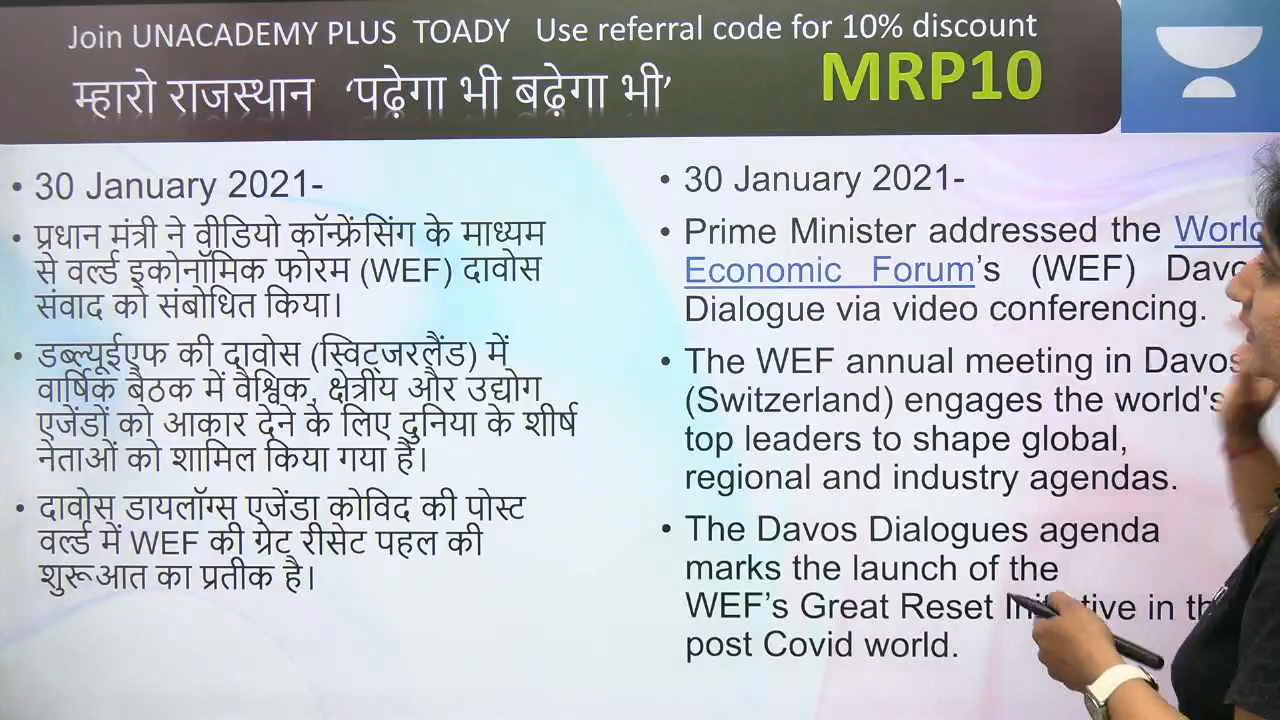 Join UNACADEMY PLUS TOADY Use referral code for 10% discount
म्हारो राजस्थान ‘पढ़ेगा भी बढ़ेगा भी’ MRP10
• 30 January 2021-
• प्रधान मंत्री ने वीडियो कॉन्फ्रेंसिंग के माध्यम
से वर्ल्ड इकोनॉमिक फोरम (WEF) दावोस
संवाद को संबोधित किया।
• डब्ल्यूईएफ की दावोस (स्विट्जरलैंड) में
वार्षिक बैठक में वैश्विक, क्षेत्रीय और उद्योग
एजेंडों को आकार देने के लिए दुनिया के शीर्ष
नेताओं को शामिल किया गया है।
• दावोस डायलॉग्स एजेंडा कोविद की पोस्ट
वर्ल्ड में WEF की ग्रेट रीसेट पहल की
शुरूआत का प्रतीक है।
• 30 January 2021-
• Prime Minister addressed the World
Economic Forum’s (WEF)
Dialogue via video conferencing.
• The WEF annual meeting in Davos
(Switzerland) engages the world's
top leaders to shape global,
regional and industry agendas.
• The Davos Dialogues agenda
marks the launch of the
WEF’s Great Reset in
post Covid world.